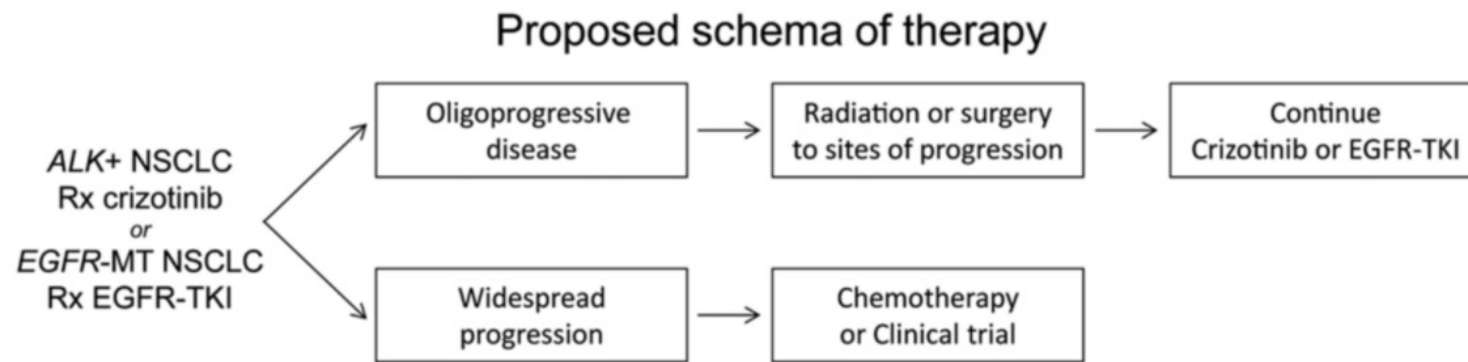 Proposed schema of therapy
ALK+ NSCLC
Rx crizotinib
or
EGFR-MT NSCLC
Rx EGFR-TKI
Oligoprogressive
disease
Radiation or surgery
to sites of progression
Continue
Crizotinib or EGFR-TKI
Widespread
progression
Chemotherapy
or Clinical trial